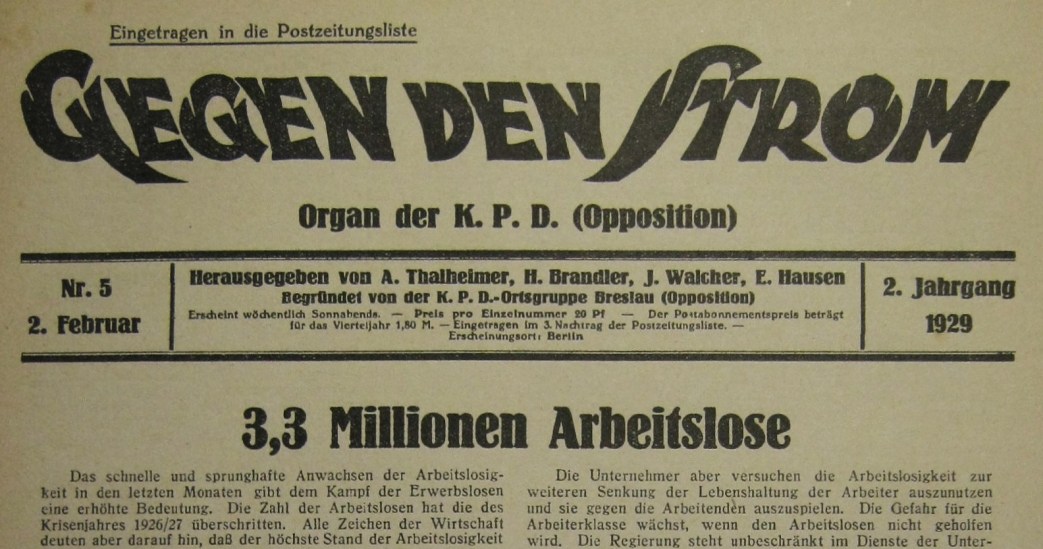 Eingetragen in die Postzeitungsliste
GEGEN DEN STROM
Organ der K. P. D. (Opposition)
Nr. 5
2. Februar
Herausgegeben von A. Thalheimer, H. Brandler, J. Walcher, E. Hausen
Begründet von der K. P. D.-Ortsgruppe Breslau (Opposition)
Erscheint wöchentlich Sonnabends. — Preis pro Einzelnummer 20 Pf — Der Postabonnementspreis beträgt
für das Vierteljahr 1,80 M. — Eingetragen im 3. Nachtrag der Postzeitungsliste. —
Erscheinungsort: Berlin
2. Jahrgang
1929
3,3 Millionen Arbeitslose
Das schnelle und sprunghafte Anwachsen der Arbeitslosig-
keit in den letzten Monaten gibt dem Kampf der Erwerbslosen
eine erhöhte Bedeutung. Die Zahl der Arbeitslosen hat die des
Krisenjahres 1926/27 überschritten. Alle Zeichen der Wirtschaft
deuten aber darauf hin, daß der höchste Stand der Arbeitslosigkeit
Die Unternehmer aber versuchen die Arbeitslosigkeit zur
weiteren Senkung der Lebenshaltung der Arbeiter auszunutzen
und sie gegen die Arbeitenden auszuspielen. Die Gefahr für die
Arbeiterklasse wächst, wenn den Arbeitslosen nicht geholfen
wird. Die Regierung steht unbeschränkt im Dienste der Unter-